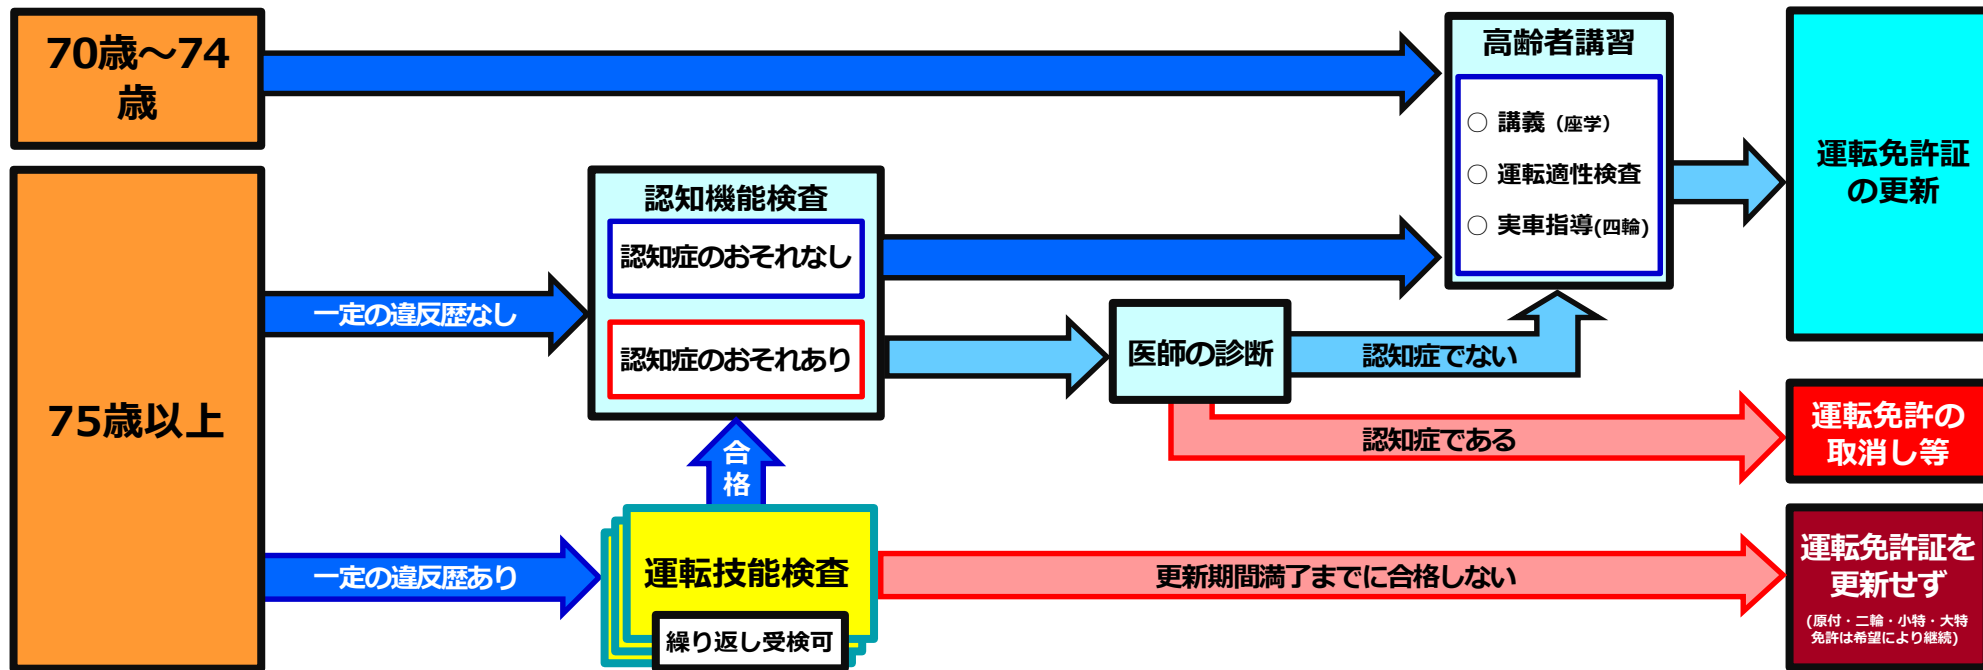 70歳～74
歳
高齢者講習
○ 講義（座学）
○ 運転適性検査
○ 実車指導(四輪)
運転免許証
の更新
75歳以上
一定の違反歴なし
認知機能検査
認知症のおそれなし
認知症のおそれあり
医師の診断
認知症でない
認知症である
運転免許の
取消し等
合
格
一定の違反歴あり
運転技能検査
繰り返し受検可
更新期間満了までに合格しない
運転免許証を
更新せず
(原付・二輪・小特・大特
免許は希望により継続)